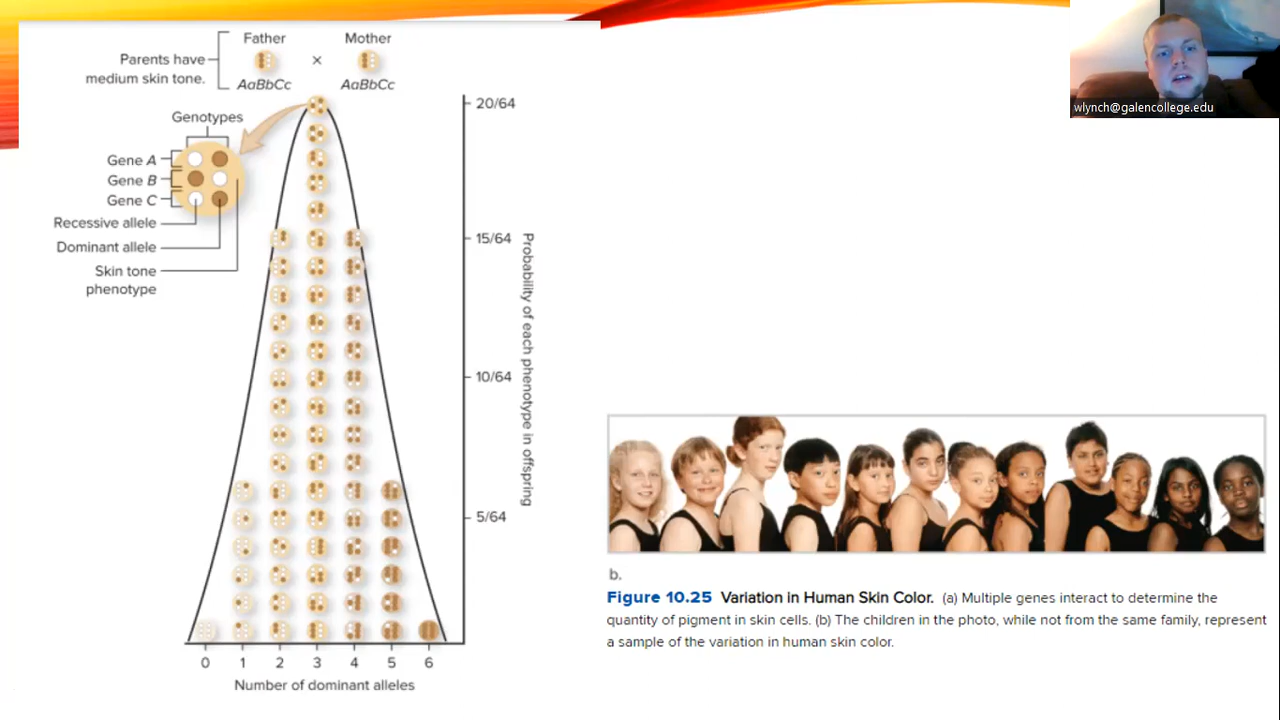 Father
Mother
Parents have
medium skin tone.
×
AaBbCc
AaBbCc
Genotypes
Gene A
Gene B
Gene C
Recessive allele
Dominant allele
Skin tone
phenotype
20/64
15/64
10/64
5/64
Probability of each phenotype in offspring
0 1 2 3 4 5 6
Number of dominant alleles
wlynch@galencollege.edu
b.
Figure 10.25 Variation in Human Skin Color. (a) Multiple genes interact to determine the
quantity of pigment in skin cells. (b) The children in the photo, while not from the same family, represent
a sample of the variation in human skin color.